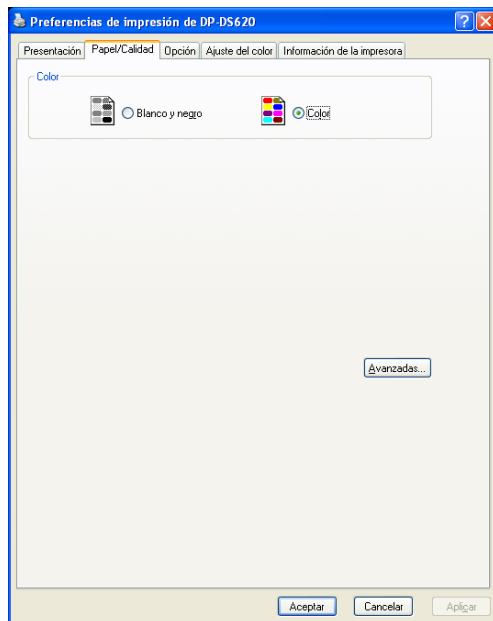 Preferencias de impresión de DP-DS620
Presentación Papel/Calidad Opción Ajuste del color Información de la impresora
Color
Blanco y negro Color
Avanzadas...
Aceptar Cancelar Aplicar